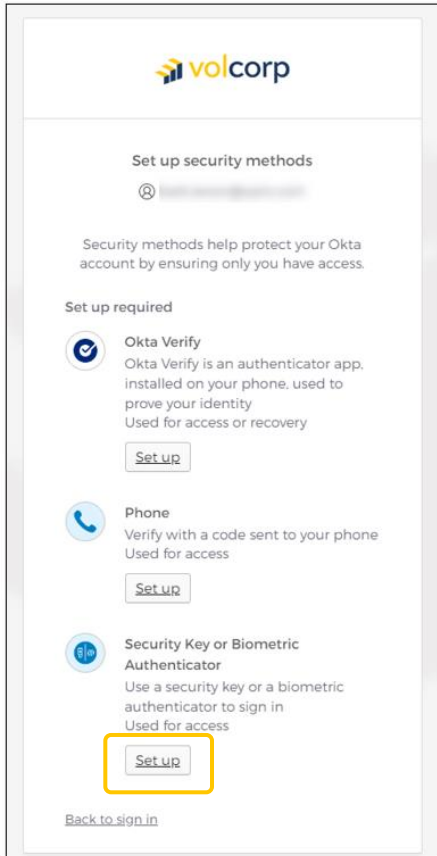 volcorp
Set up security methods
Security methods help protect your Okta
account by ensuring only you have access.
Set up required
Okta Verify
Okta Verify is an authenticator app,
installed on your phone, used to
prove your identity
Used for access or recovery
Set up
Phone
Verify with a code sent to your phone
Used for access
Set up
Security Key or Biometric
Authenticator
Use a security key or a biometric
authenticator to sign in
Used for access
Set up
Back to sign in